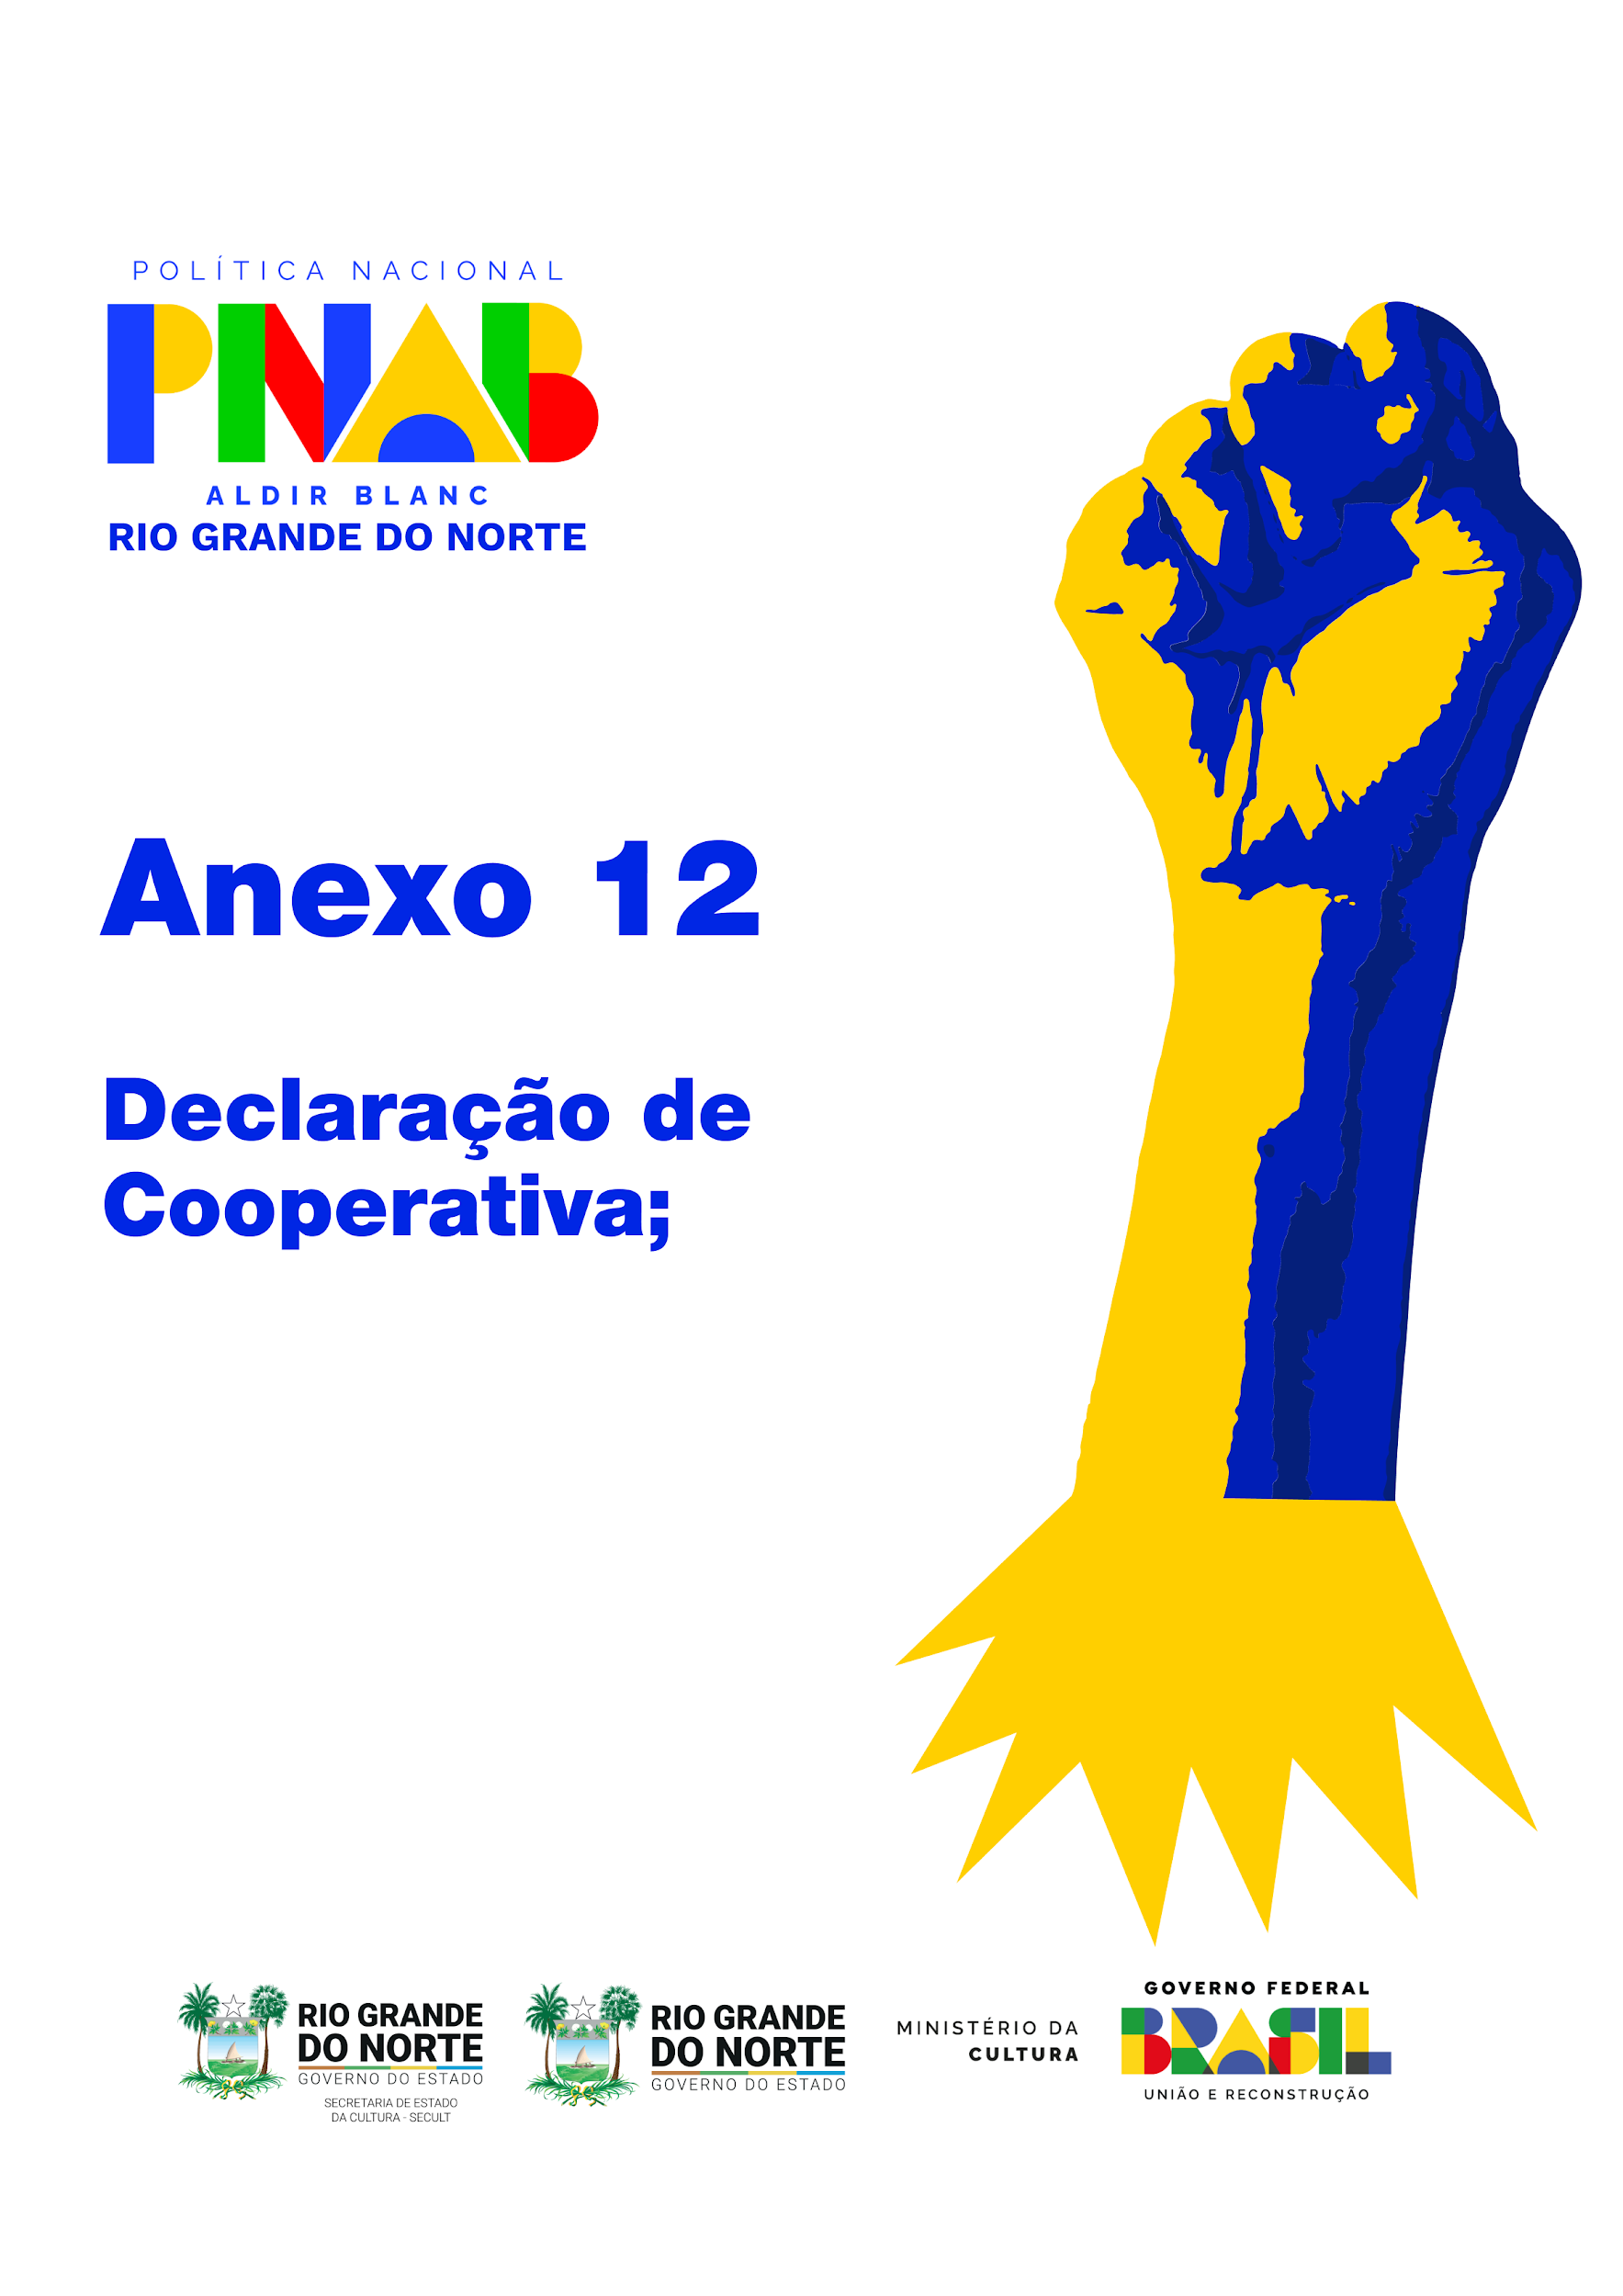 POLÍTICA NACIONAL
PNAB
ALDIR BLANC
RIO GRANDE DO NORTE
Anexo 12
Declaração de
Cooperativa;
RIO GRANDE
DO NORTE
GOVERNO DO ESTADO
SECRETARIA DE ESTADO
DA CULTURA - SECULT
RIO GRANDE
DO NORTE
GOVERNO DO ESTADO
MINISTÉRIO DA
CULTURA
GOVERNO FEDERAL
BRASIL
UNIÃO E RECONSTRUÇÃO